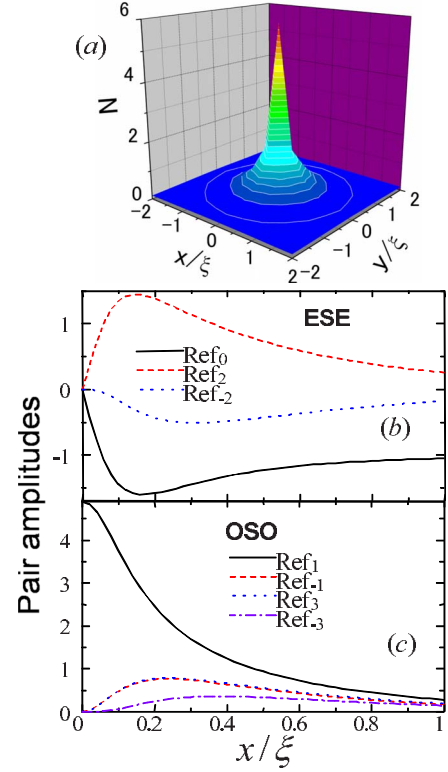 (a)
6
4
2
0
N
-2
-1
0
1
2
x/ξ
-2
-1
0
1
2
y/ξ
Pair amplitudes
1
0
-1
ESE
Ref₀
Ref₂
Ref₋₂
(b)
4
3
2
1
0
OSO
Ref₁
Ref₋₁
Ref₃
Ref₋₃
(c)
0 0.2 0.4 0.6 0.8 1
x/ξ